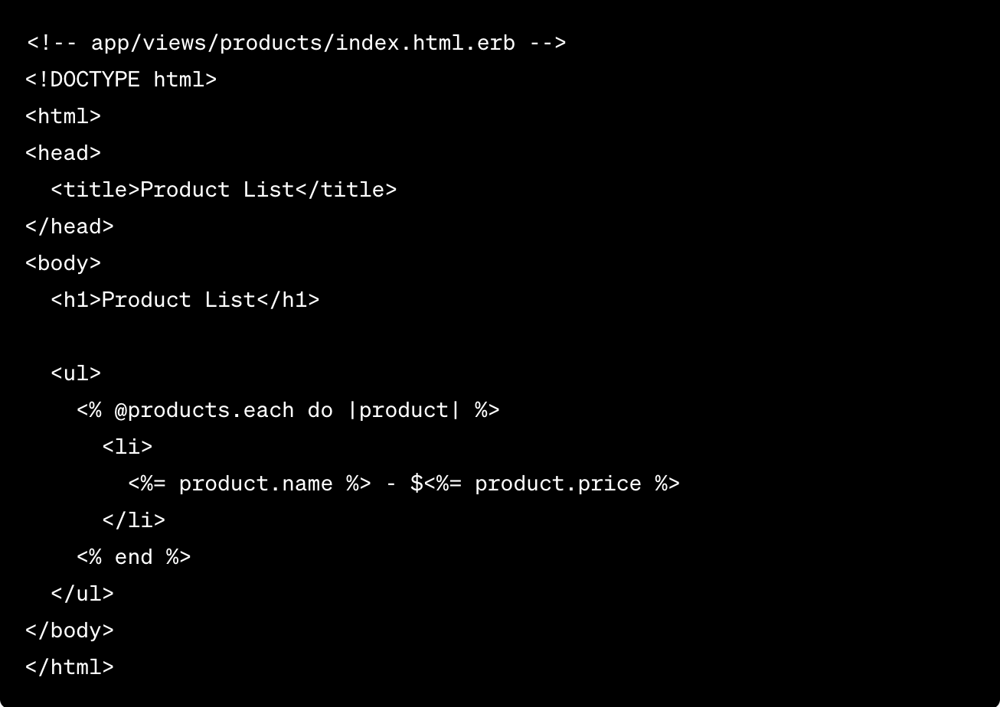 <!-- app/views/products/index.html.erb -->
<!DOCTYPE html>
<html>
<head>
  <title>Product List</title>
</head>
<body>
  <h1>Product List</h1>

  <ul>
    <% @products.each do |product| %>
      <li>
        <%= product.name %> - $<%= product.price %>
      </li>
    <% end %>
  </ul>
</body>
</html>